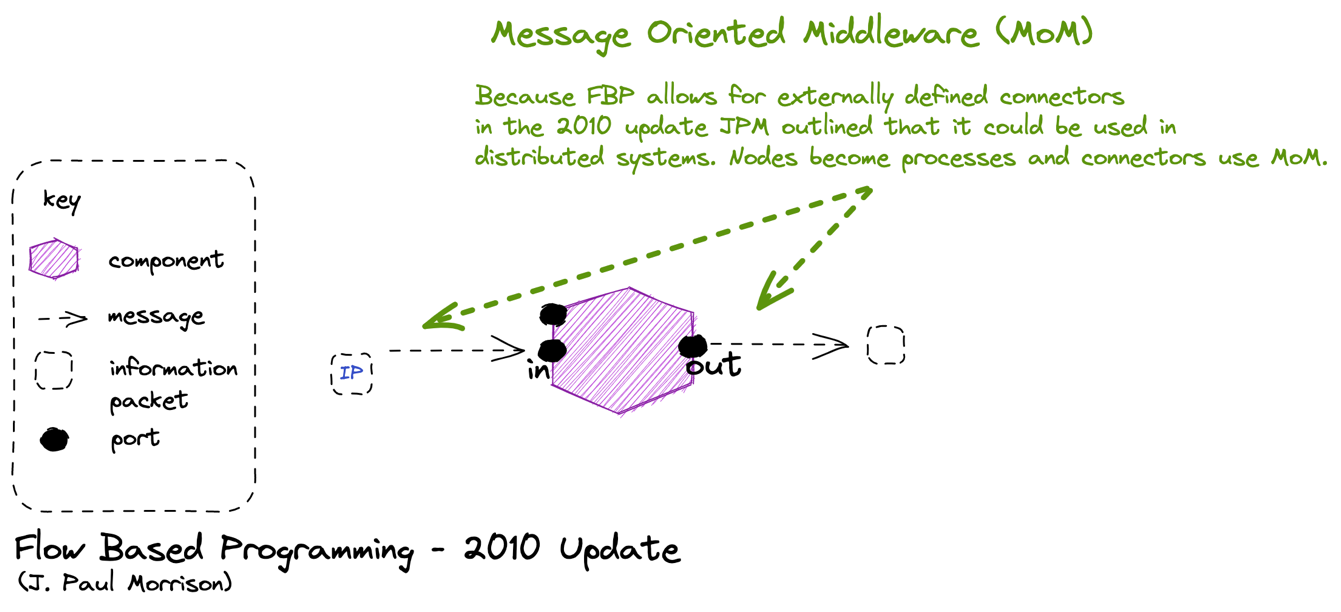 Message Oriented Middleware (MoM)
Because FBP allows for externally defined connectors
in the 2010 update JPM outlined that it could be used in
distributed systems. Nodes become processes and connectors use MoM.
key
component
message
information
packet
port
IP
in
out
Flow Based Programming - 2010 Update
(J. Paul Morrison)